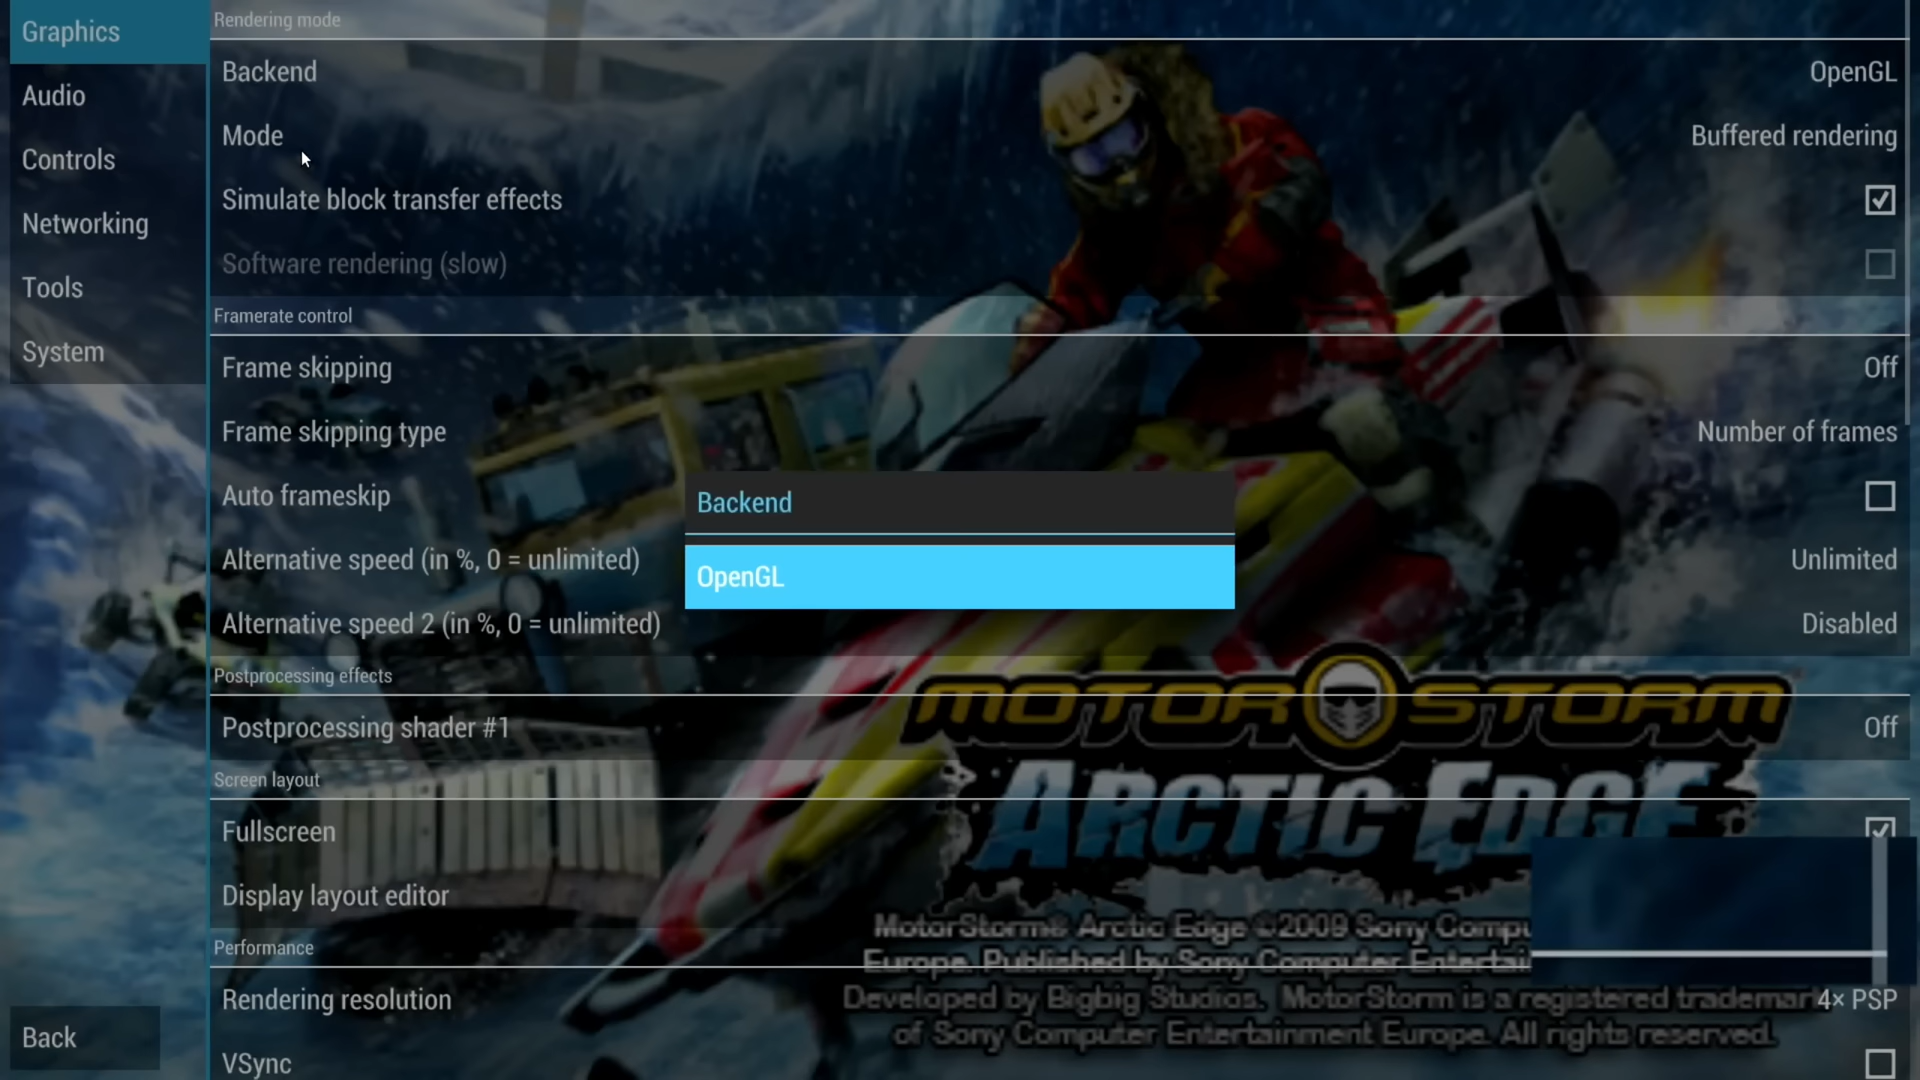 Graphics
Audio
Controls
Networking
Tools
System
Back
Rendering mode
Backend
OpenGL
Mode
Buffered rendering
Simulate block transfer effects
Software rendering (slow)
Framerate control
Frame skipping
Off
Frame skipping type
Number of frames
Auto frameskip
Alternative speed (in %, 0 = unlimited)
Unlimited
Alternative speed 2 (in %, 0 = unlimited)
Disabled
Backend
OpenGL
Postprocessing effects
Postprocessing shader #1
Off
Screen layout
Fullscreen
Display layout editor
Performance
Rendering resolution
4× PSP
VSync
MOTORSTORM
ARCTIC EDGE
MotorStorm® Arctic Edge ©2009 Sony
Europe. Published by Sony Computer
Developed by Bigbig Studios. MotorStorm is a registered trademark
of Sony Computer Entertainment Europe. All rights reserved.